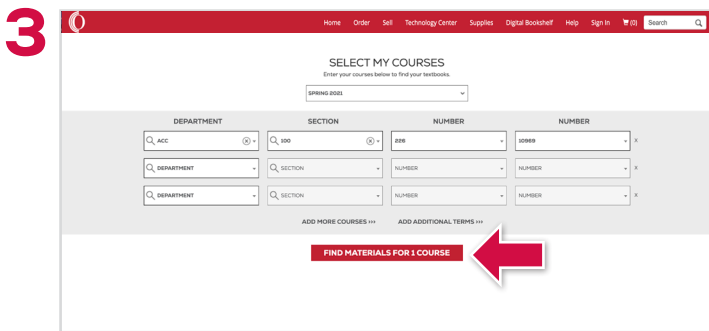 3
Home Order Sell Technology Center Supplies Digital Bookshelf Help Sign In (0) Search
SELECT MY COURSES
Enter your courses below to find your textbooks.
SPRING 2021
DEPARTMENT SECTION NUMBER NUMBER
ACC 100 228 10969 X
DEPARTMENT SECTION NUMBER NUMBER X
DEPARTMENT SECTION NUMBER NUMBER X
ADD MORE COURSES ››› ADD ADDITIONAL TERMS ›››
FIND MATERIALS FOR 1 COURSE